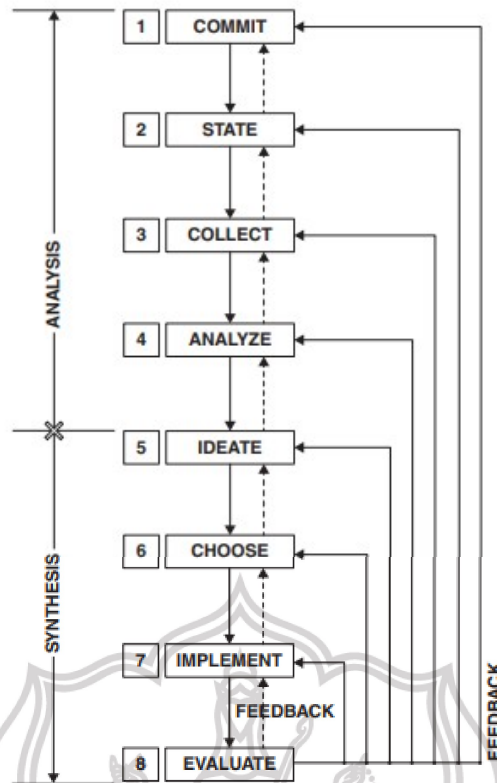 1 COMMIT
2 STATE
3 COLLECT
ANALYSIS
4 ANALYZE
5 IDEATE
6 CHOOSE
SYNTHESIS
7 IMPLEMENT
FEEDBACK
FEEDBACK
8 EVALUATE